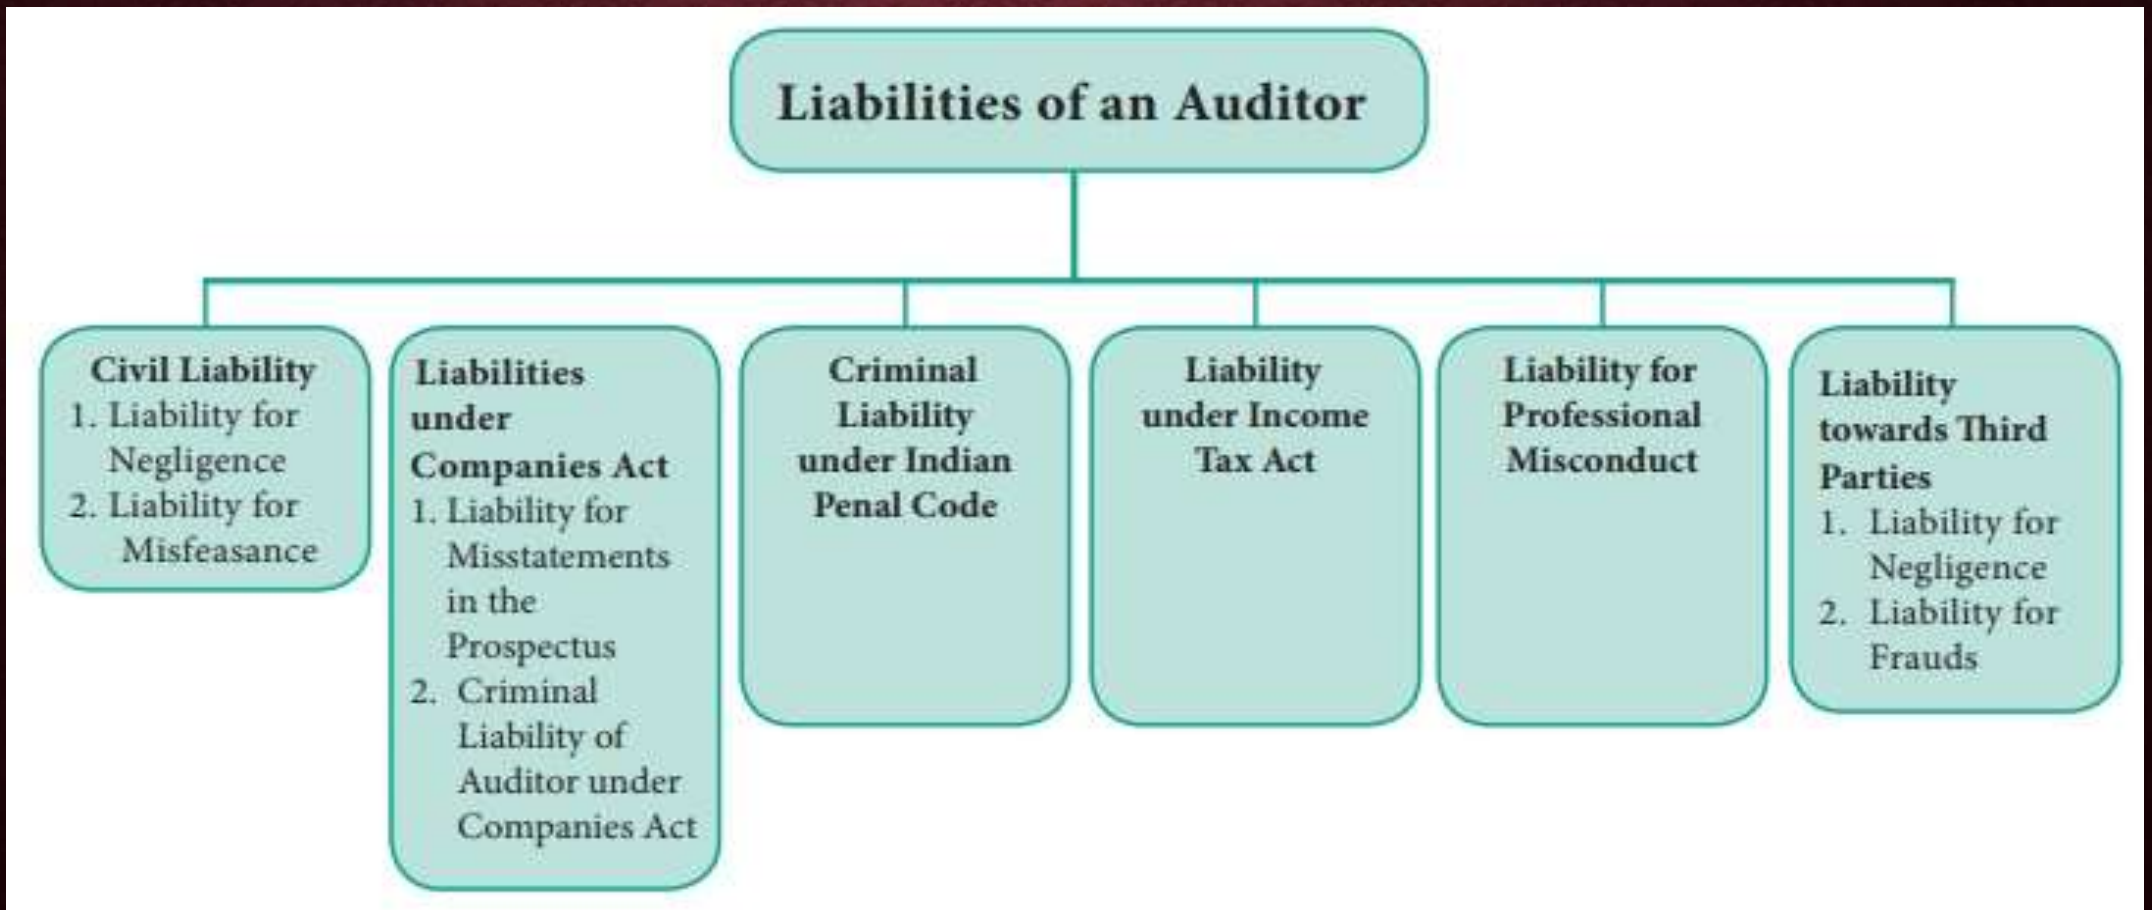 Liabilities of an Auditor
Civil Liability
1. Liability for
Negligence
2. Liability for
Misfeasance
Liabilities
under
Companies Act
1. Liability for
Misstatements
in the
Prospectus
2. Criminal
Liability of
Auditor under
Companies Act
Criminal
Liability
under Indian
Penal Code
Liability
under Income
Tax Act
Liability for
Professional
Misconduct
Liability
towards Third
Parties
1. Liability for
Negligence
2. Liability for
Frauds